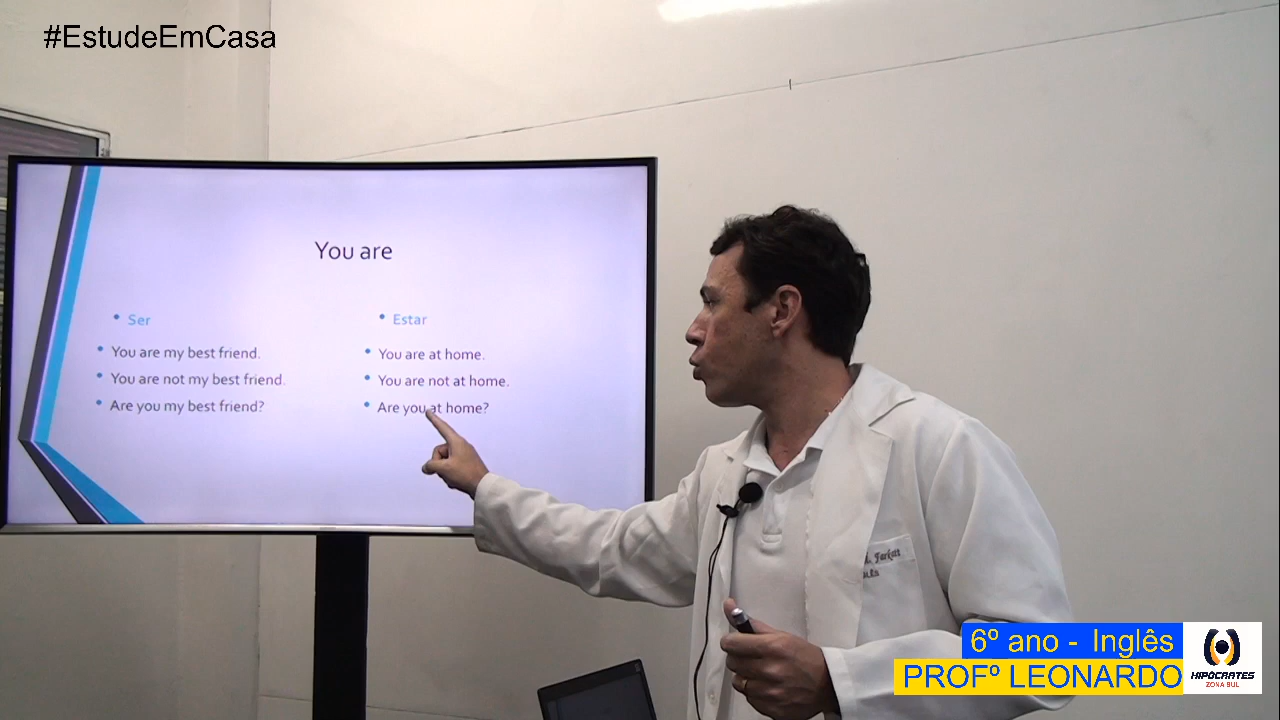 #EstudeEmCasa
You are
• Ser
• You are my best friend.
• You are not my best friend.
• Are you my best friend?
• Estar
• You are at home.
• You are not at home.
• Are you at home?
6º ano - Inglês
PROFº LEONARDO
HIPÓCRATES
ZONA SUL